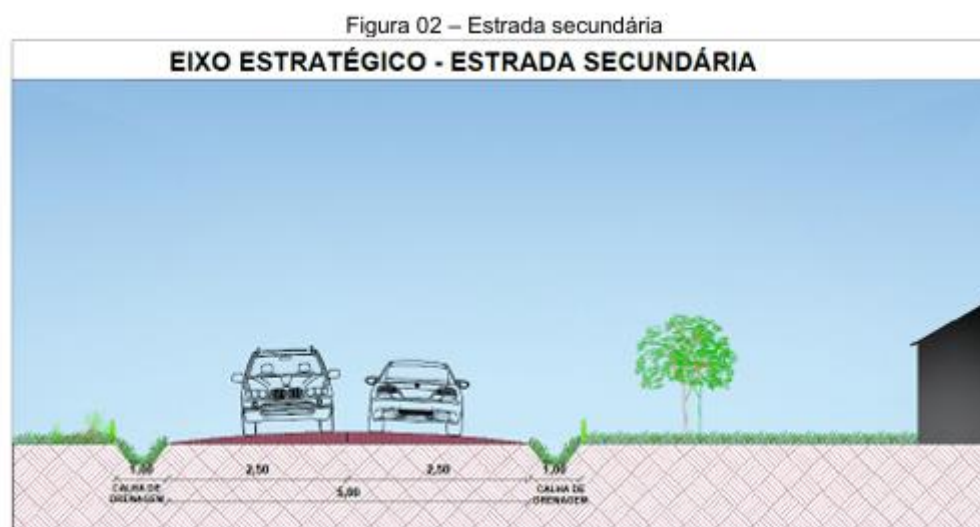 Figura 02 – Estrada secundária
EIXO ESTRATÉGICO - ESTRADA SECUNDÁRIA
1,00 2,50 2,50 1,00
CALHA DE DRENAGEM
5,00
CALHA DE DRENAGEM